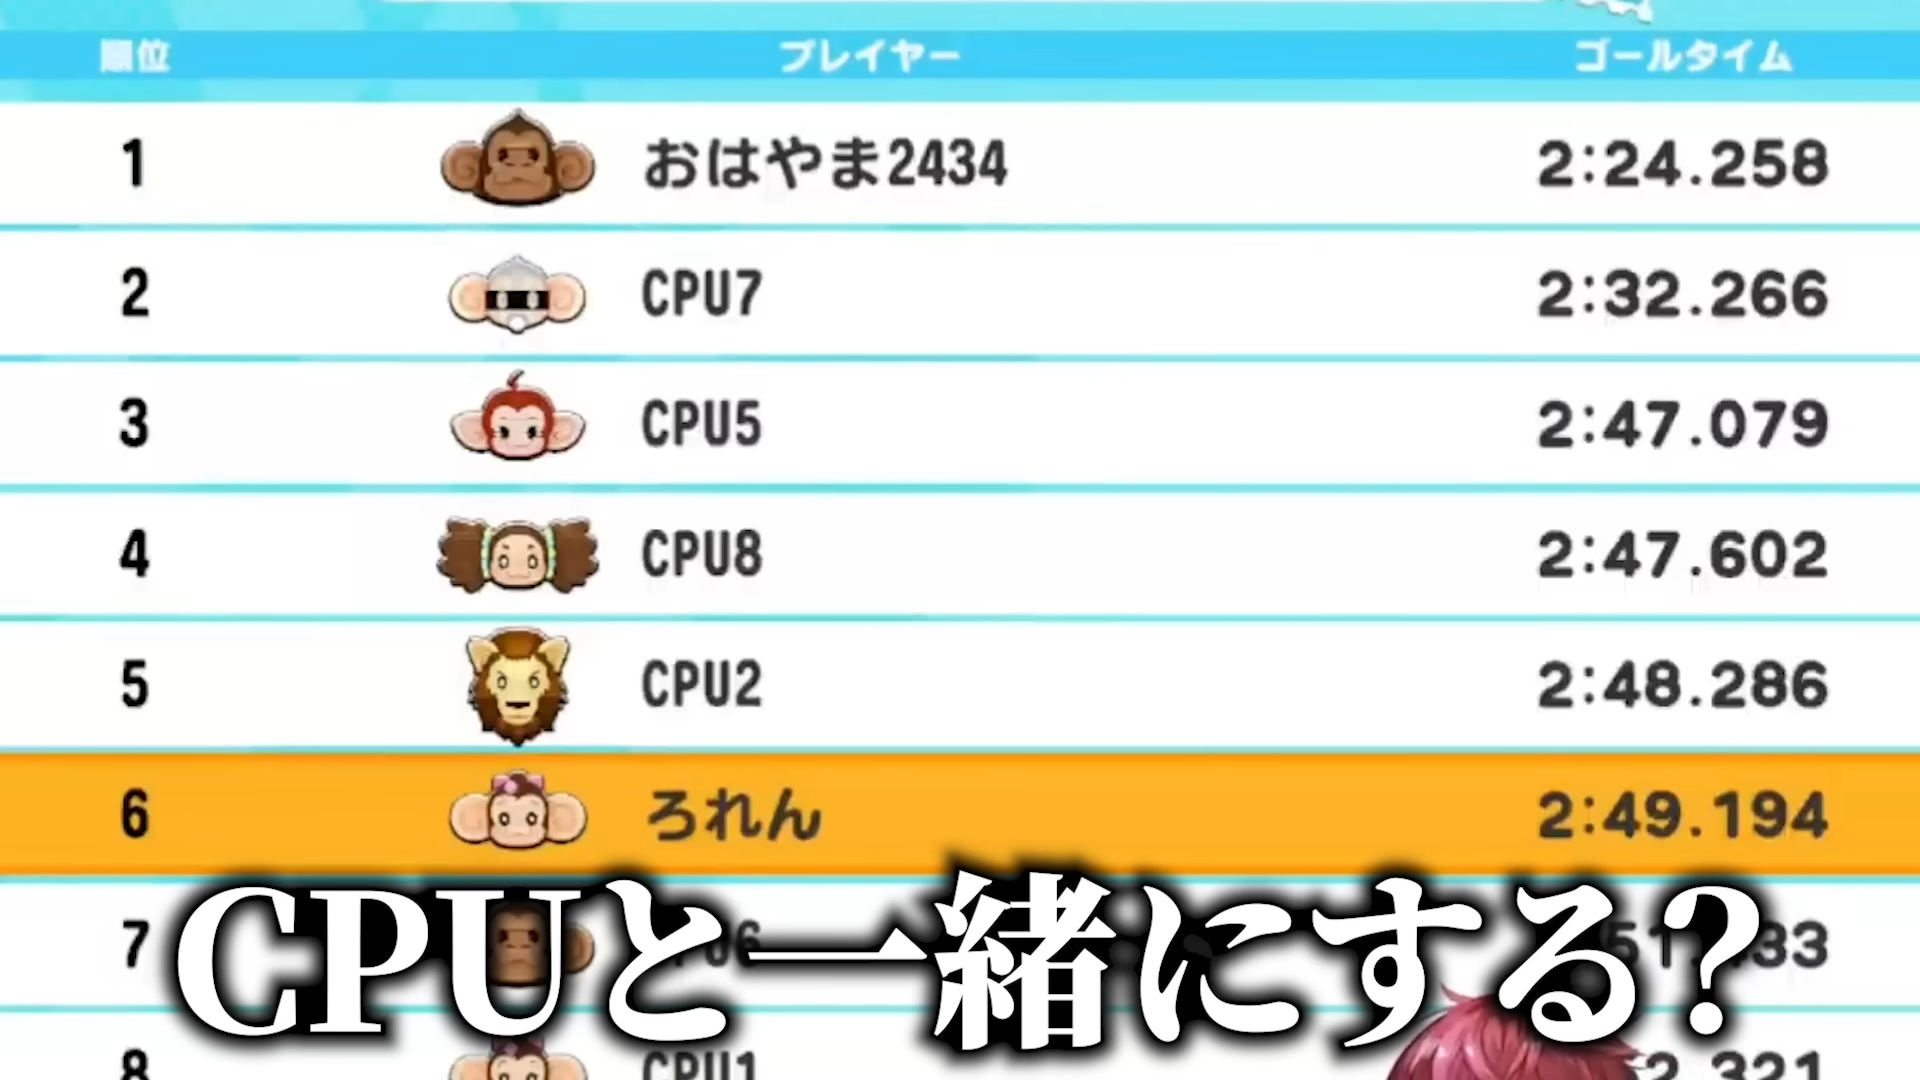 順位 プレイヤー ゴールタイム
1 おはやま2434 2:24.258
2 CPU7 2:32.266
3 CPU5 2:47.079
4 CPU8 2:47.602
5 CPU2 2:48.286
6 ろれん 2:49.194
7
CPUと一緒にする?
8 CPU1